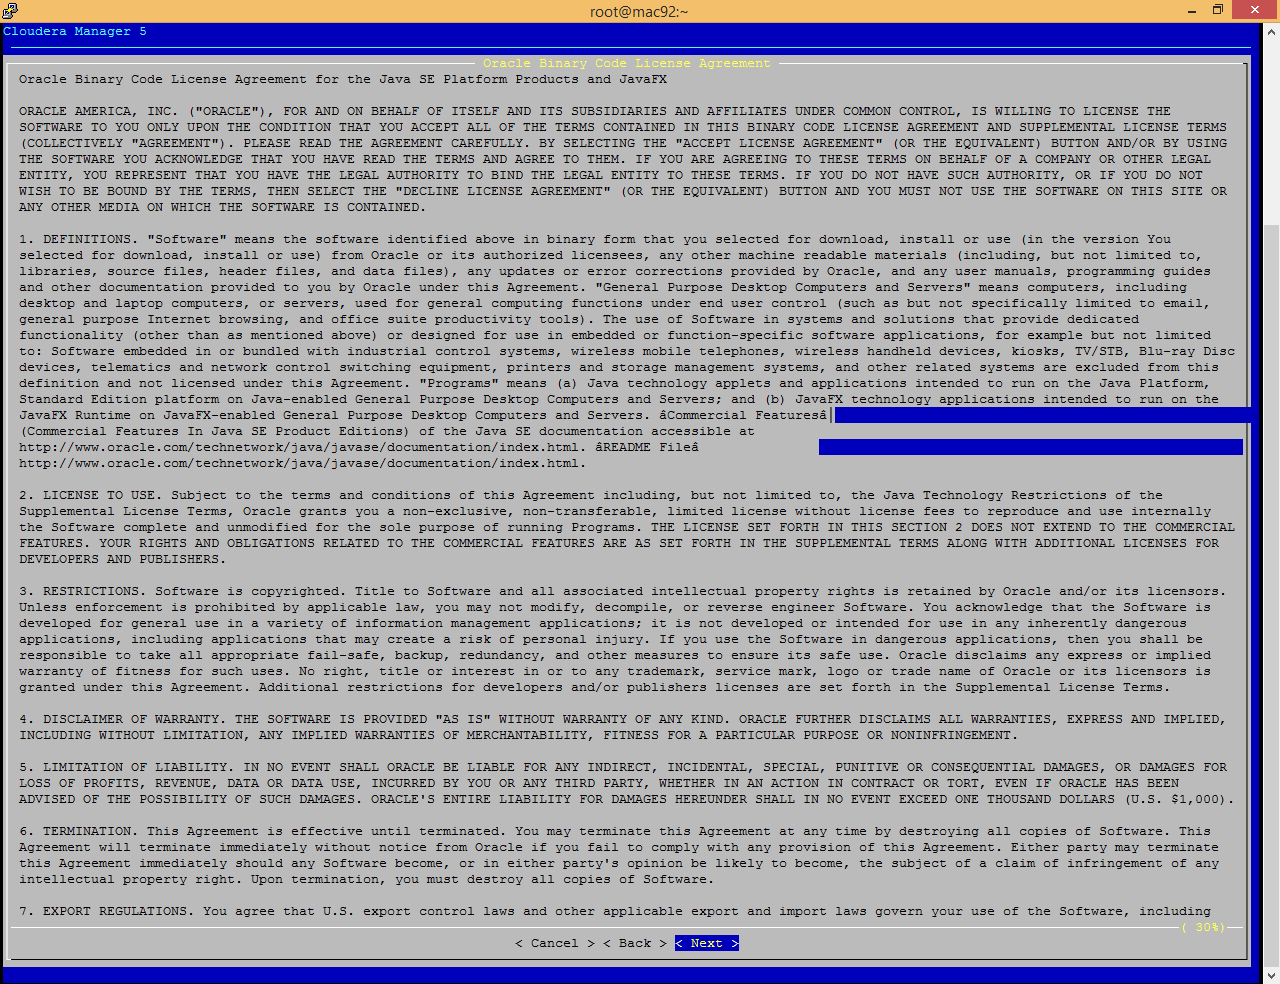 root@mac92:~
Cloudera Manager 5
Oracle Binary Code License Agreement
Oracle Binary Code License Agreement for the Java SE Platform Products and JavaFX
ORACLE AMERICA, INC. ("ORACLE"), FOR AND ON BEHALF OF ITSELF AND ITS SUBSIDIARIES AND AFFILIATES UNDER COMMON CONTROL, IS WILLING TO LICENSE THE
SOFTWARE TO YOU ONLY UPON THE CONDITION THAT YOU ACCEPT ALL OF THE TERMS CONTAINED IN THIS BINARY CODE LICENSE AGREEMENT AND SUPPLEMENTAL LICENSE TERMS
(COLLECTIVELY "AGREEMENT"). PLEASE READ THE AGREEMENT CAREFULLY. BY SELECTING THE "ACCEPT LICENSE AGREEMENT" (OR THE EQUIVALENT) BUTTON AND/OR BY USING
THE SOFTWARE YOU ACKNOWLEDGE THAT YOU HAVE READ THE TERMS AND AGREE TO THEM. IF YOU ARE AGREEING TO THESE TERMS ON BEHALF OF A COMPANY OR OTHER LEGAL
ENTITY, YOU REPRESENT THAT YOU HAVE THE LEGAL AUTHORITY TO BIND THE LEGAL ENTITY TO THESE TERMS. IF YOU DO NOT HAVE SUCH AUTHORITY, OR IF YOU DO NOT
WISH TO BE BOUND BY THE TERMS, THEN SELECT THE "DECLINE LICENSE AGREEMENT" (OR THE EQUIVALENT) BUTTON AND YOU MUST NOT USE THE SOFTWARE ON THIS SITE OR
ANY OTHER MEDIA ON WHICH THE SOFTWARE IS CONTAINED.
1. DEFINITIONS. "Software" means the software identified above in binary form that you selected for download, install or use (in the version You
selected for download, install or use) from Oracle or its authorized licensees, any other machine readable materials (including, but not limited to,
libraries, source files, header files, and data files), any updates or error corrections provided by Oracle, and any user manuals, programming guides
and other documentation provided to you by Oracle under this Agreement. "General Purpose Desktop Computers and Servers" means computers, including
desktop and laptop computers, or servers, used for general computing functions under end user control (such as but not specifically limited to email,
general purpose Internet browsing, and office suite productivity tools). The use of Software in systems and solutions that provide dedicated
functionality (other than as mentioned above) or designed for use in embedded or function-specific software applications, for example but not limited
to: Software embedded in or bundled with industrial control systems, wireless mobile telephones, wireless handheld devices, kiosks, TV/STB, Blu-ray Disc
devices, telematics and network control switching equipment, printers and storage management systems, and other related systems are excluded from this
definition and not licensed under this Agreement. "Programs" means (a) Java technology applets and applications intended to run on the Java Platform,
Standard Edition platform on Java-enabled General Purpose Desktop Computers and Servers; and (b) JavaFX technology applications intended to run on the
JavaFX Runtime on JavaFX-enabled General Purpose Desktop Computers and Servers. âCommercial Featuresâ
(Commercial Features In Java SE Product Editions) of the Java SE documentation accessible at
http://www.oracle.com/technetwork/java/javase/documentation/index.html. âREADME Fileâ
http://www.oracle.com/technetwork/java/javase/documentation/index.html.
2. LICENSE TO USE. Subject to the terms and conditions of this Agreement including, but not limited to, the Java Technology Restrictions of the
Supplemental License Terms, Oracle grants you a non-exclusive, non-transferable, limited license without license fees to reproduce and use internally
the Software complete and unmodified for the sole purpose of running Programs. THE LICENSE SET FORTH IN THIS SECTION 2 DOES NOT EXTEND TO THE COMMERCIAL
FEATURES. YOUR RIGHTS AND OBLIGATIONS RELATED TO THE COMMERCIAL FEATURES ARE AS SET FORTH IN THE SUPPLEMENTAL TERMS ALONG WITH ADDITIONAL LICENSES FOR
DEVELOPERS AND PUBLISHERS.
3. RESTRICTIONS. Software is copyrighted. Title to Software and all associated intellectual property rights is retained by Oracle and/or its licensors.
Unless enforcement is prohibited by applicable law, you may not modify, decompile, or reverse engineer Software. You acknowledge that the Software is
developed for general use in a variety of information management applications; it is not developed or intended for use in any inherently dangerous
applications, including applications that may create a risk of personal injury. If you use the Software in dangerous applications, then you shall be
responsible to take all appropriate fail-safe, backup, redundancy, and other measures to ensure its safe use. Oracle disclaims any express or implied
warranty of fitness for such uses. No right, title or interest in or to any trademark, service mark, logo or trade name of Oracle or its licensors is
granted under this Agreement. Additional restrictions for developers and/or publishers licenses are set forth in the Supplemental License Terms.
4. DISCLAIMER OF WARRANTY. THE SOFTWARE IS PROVIDED "AS IS" WITHOUT WARRANTY OF ANY KIND. ORACLE FURTHER DISCLAIMS ALL WARRANTIES, EXPRESS AND IMPLIED,
INCLUDING WITHOUT LIMITATION, ANY IMPLIED WARRANTIES OF MERCHANTABILITY, FITNESS FOR A PARTICULAR PURPOSE OR NONINFRINGEMENT.
5. LIMITATION OF LIABILITY. IN NO EVENT SHALL ORACLE BE LIABLE FOR ANY INDIRECT, INCIDENTAL, SPECIAL, PUNITIVE OR CONSEQUENTIAL DAMAGES, OR DAMAGES FOR
LOSS OF PROFITS, REVENUE, DATA OR DATA USE, INCURRED BY YOU OR ANY THIRD PARTY, WHETHER IN AN ACTION IN CONTRACT OR TORT, EVEN IF ORACLE HAS BEEN
ADVISED OF THE POSSIBILITY OF SUCH DAMAGES. ORACLE'S ENTIRE LIABILITY FOR DAMAGES HEREUNDER SHALL IN NO EVENT EXCEED ONE THOUSAND DOLLARS (U.S. $1,000).
6. TERMINATION. This Agreement is effective until terminated. You may terminate this Agreement at any time by destroying all copies of Software. This
Agreement will terminate immediately without notice from Oracle if you fail to comply with any provision of this Agreement. Either party may terminate
this Agreement immediately should any Software become, or in either party's opinion be likely to become, the subject of a claim of infringement of any
intellectual property right. Upon termination, you must destroy all copies of Software.
7. EXPORT REGULATIONS. You agree that U.S. export control laws and other applicable export and import laws govern your use of the Software, including
( 30%)
< Cancel > < Back > < Next >